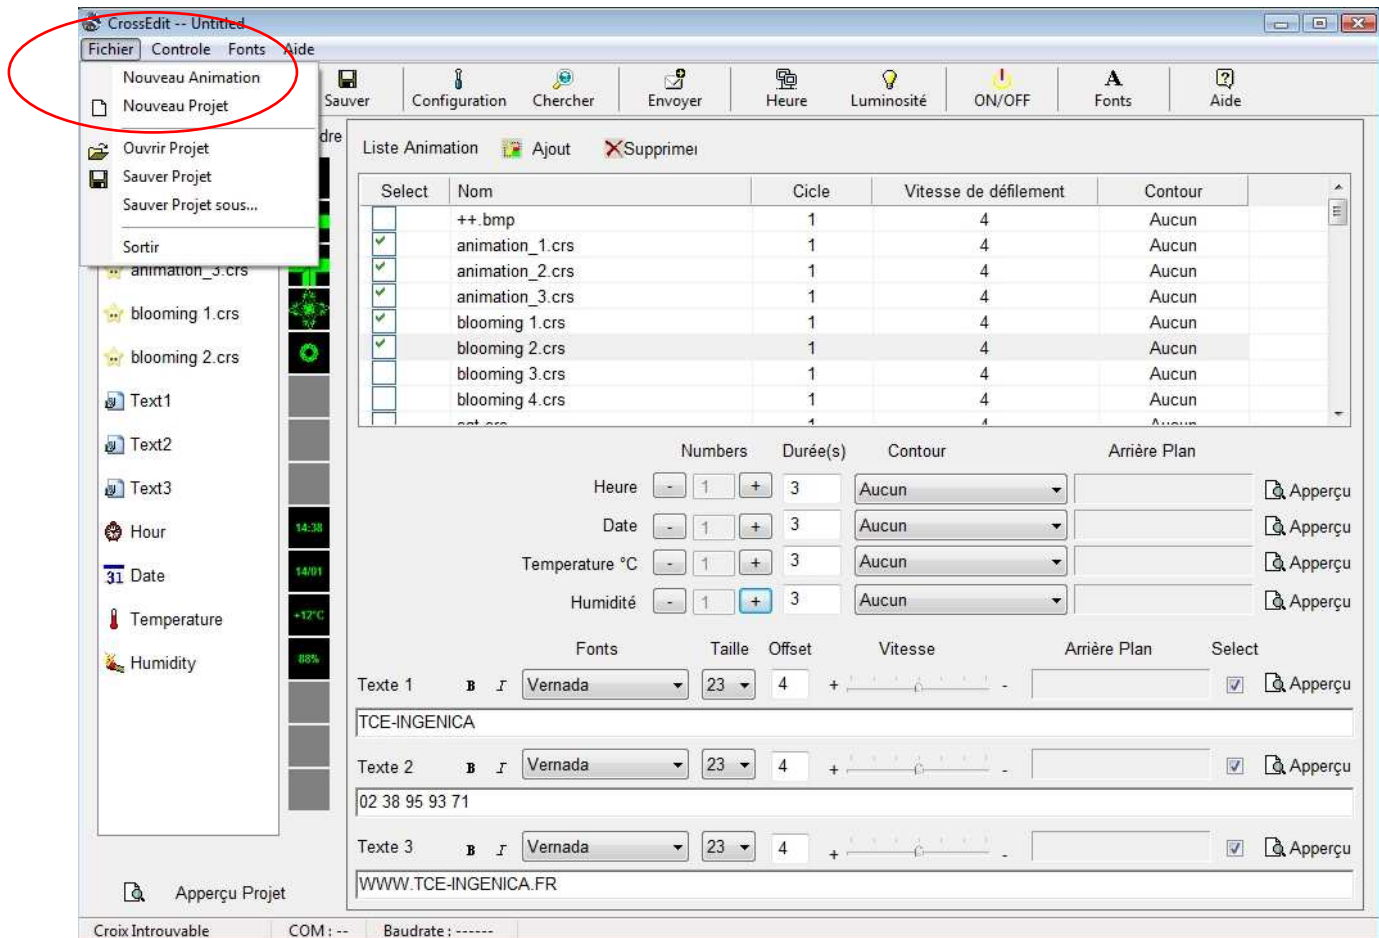 CrossEdit -- Untitled
Fichier Controle Fonts Aide
Nouveau Animation
Nouveau Projet
Ouvrir Projet
Sauver Projet
Sauver Projet sous...
Sortir
Sauver Configuration Chercher Envoyer Heure Luminosité ON/OFF Fonts Aide
animation_3.crs
blooming 1.crs
blooming 2.crs
Text1
Text2
Text3
Hour 14:38
31 Date 14/01
Temperature +12°C
Humidity 88%
Apperçu Projet
Liste Animation Ajout Supprimer
Select Nom Cicle Vitesse de défilement Contour
++.bmp 1 4 Aucun
animation_1.crs 1 4 Aucun
animation_2.crs 1 4 Aucun
animation_3.crs 1 4 Aucun
blooming 1.crs 1 4 Aucun
blooming 2.crs 1 4 Aucun
blooming 3.crs 1 4 Aucun
blooming 4.crs 1 4 Aucun
Numbers Durée(s) Contour Arrière Plan
Heure - 1 + 3 Aucun Apperçu
Date - 1 + 3 Aucun Apperçu
Temperature °C - 1 + 3 Aucun Apperçu
Humidité - 1 + 3 Aucun Apperçu
Fonts Taille Offset Vitesse Arrière Plan Select
Texte 1 B I Vernada 23 4 + - Apperçu
TCE-INGENICA
Texte 2 B I Vernada 23 4 + - Apperçu
02 38 95 93 71
Texte 3 B I Vernada 23 4 + - Apperçu
WWW.TCE-INGENICA.FR
Croix Introuvable COM : -- Baudrate : ------